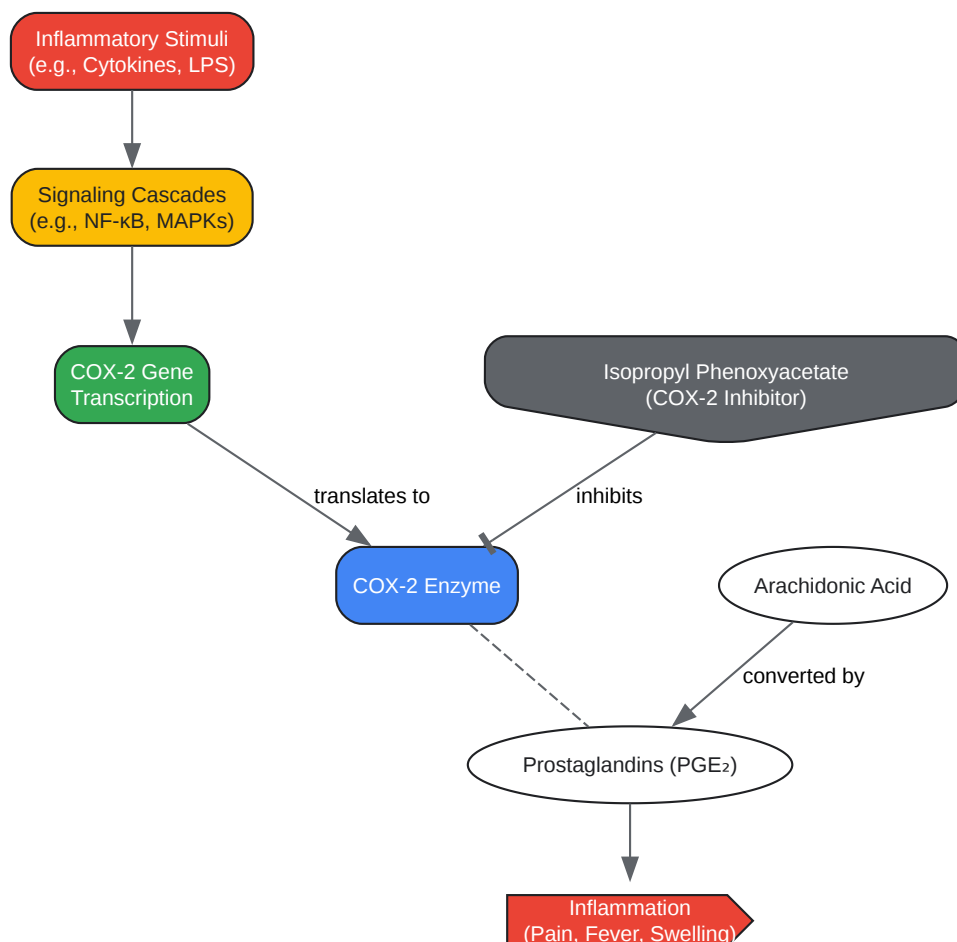 Inflammatory Stimuli
(e.g., Cytokines, LPS)
Signaling Cascades
(e.g., NF-κB, MAPKs)
COX-2 Gene
Transcription
Isopropyl Phenoxyacetate
(COX-2 Inhibitor)
translates to
inhibits
COX-2 Enzyme
Arachidonic Acid
converted by
Prostaglandins (PGE₂)
Inflammation
(Pain, Fever, Swelling)